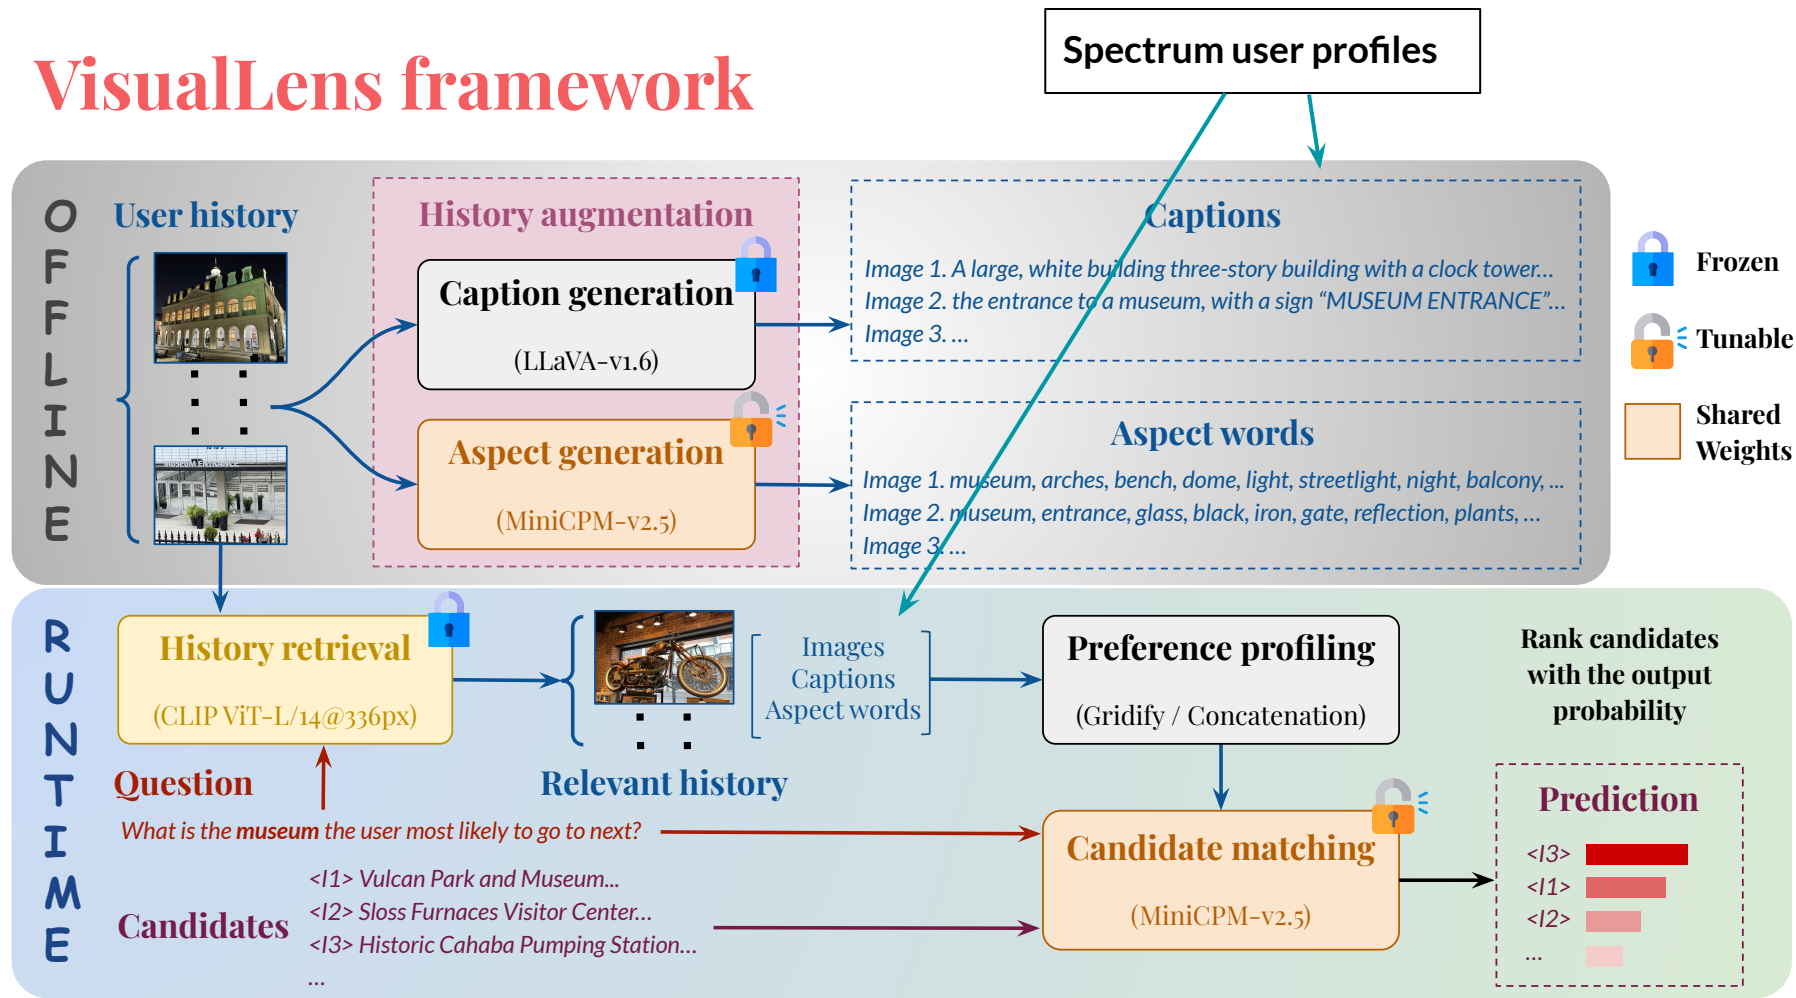 Spectrum user profiles
VisualLens framework
OFFLINE
User history
MUSEUM ENTRANCE
History augmentation
Caption generation
(LLaVA-v1.6)
Aspect generation
(MiniCPM-v2.5)
Captions
Image 1. A large, white building three-story building with a clock tower...
Image 2. the entrance to a museum, with a sign “MUSEUM ENTRANCE”...
Image 3. ...
Aspect words
Image 1. museum, arches, bench, dome, light, streetlight, night, balcony, ...
Image 2. museum, entrance, glass, black, iron, gate, reflection, plants, ...
Image 3. ...
Frozen
Tunable
Shared
Weights
RUNTIME
History retrieval
(CLIP ViT-L/14@336px)
Images
Captions
Aspect words
Relevant history
Preference profiling
(Gridify / Concatenation)
Question
What is the museum the user most likely to go to next?
Candidates
<I1> Vulcan Park and Museum...
<I2> Sloss Furnaces Visitor Center...
<I3> Historic Cahaba Pumping Station...
...
Candidate matching
(MiniCPM-v2.5)
Rank candidates
with the output
probability
Prediction
<I3>
<I1>
<I2>
...